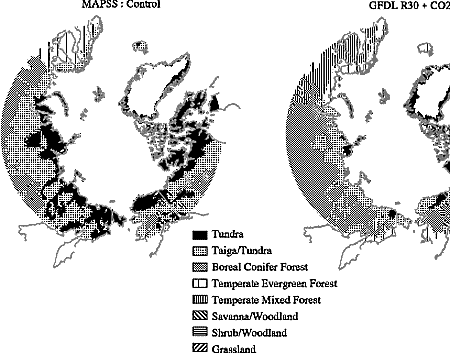 MAPSS : Control
GFDL R30 + CO2
Tundra
Taiga/Tundra
Boreal Conifer Forest
Temperate Evergreen Forest
Temperate Mixed Forest
Savanna/Woodland
Shrub/Woodland
Grassland